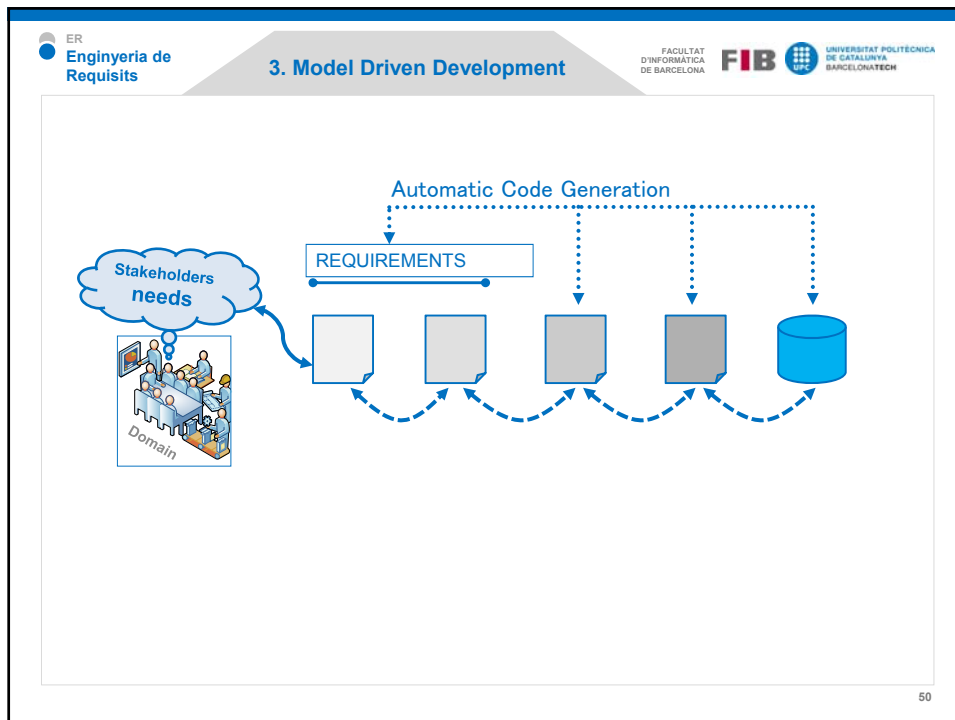 ER
Enginyeria de
Requisits
3. Model Driven Development
FACULTAT
D'INFORMÀTICA
DE BARCELONA
FIB
UPC
UNIVERSITAT POLITÈCNICA
DE CATALUNYA
BARCELONATECH
Automatic Code Generation
REQUIREMENTS
Stakeholders
needs
Domain
50